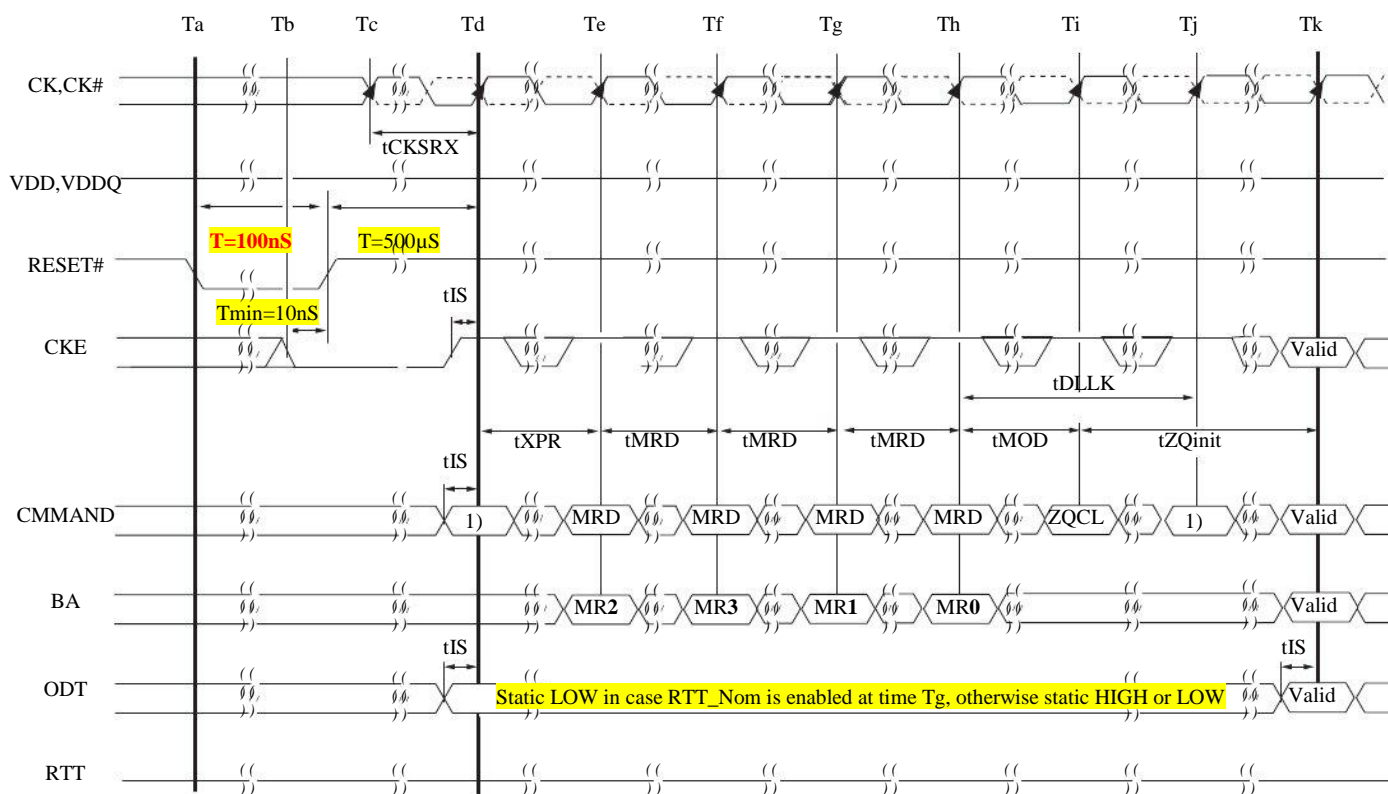 Ta Tb Tc Td Te Tf Tg Th Ti Tj Tk
CK,CK#
tCKSRX
VDD,VDDQ
T=100nS T=500µS
RESET#
Tmin=10nS tIS
CKE Valid
tDLLK
tXPR tMRD tMRD tMRD tMOD tZQinit
tIS
CMMAND 1) MRD MRD MRD MRD ZQCL 1) Valid
BA MR2 MR3 MR1 MR0 Valid
tIS tIS
ODT Static LOW in case RTT_Nom is enabled at time Tg, otherwise static HIGH or LOW Valid
RTT